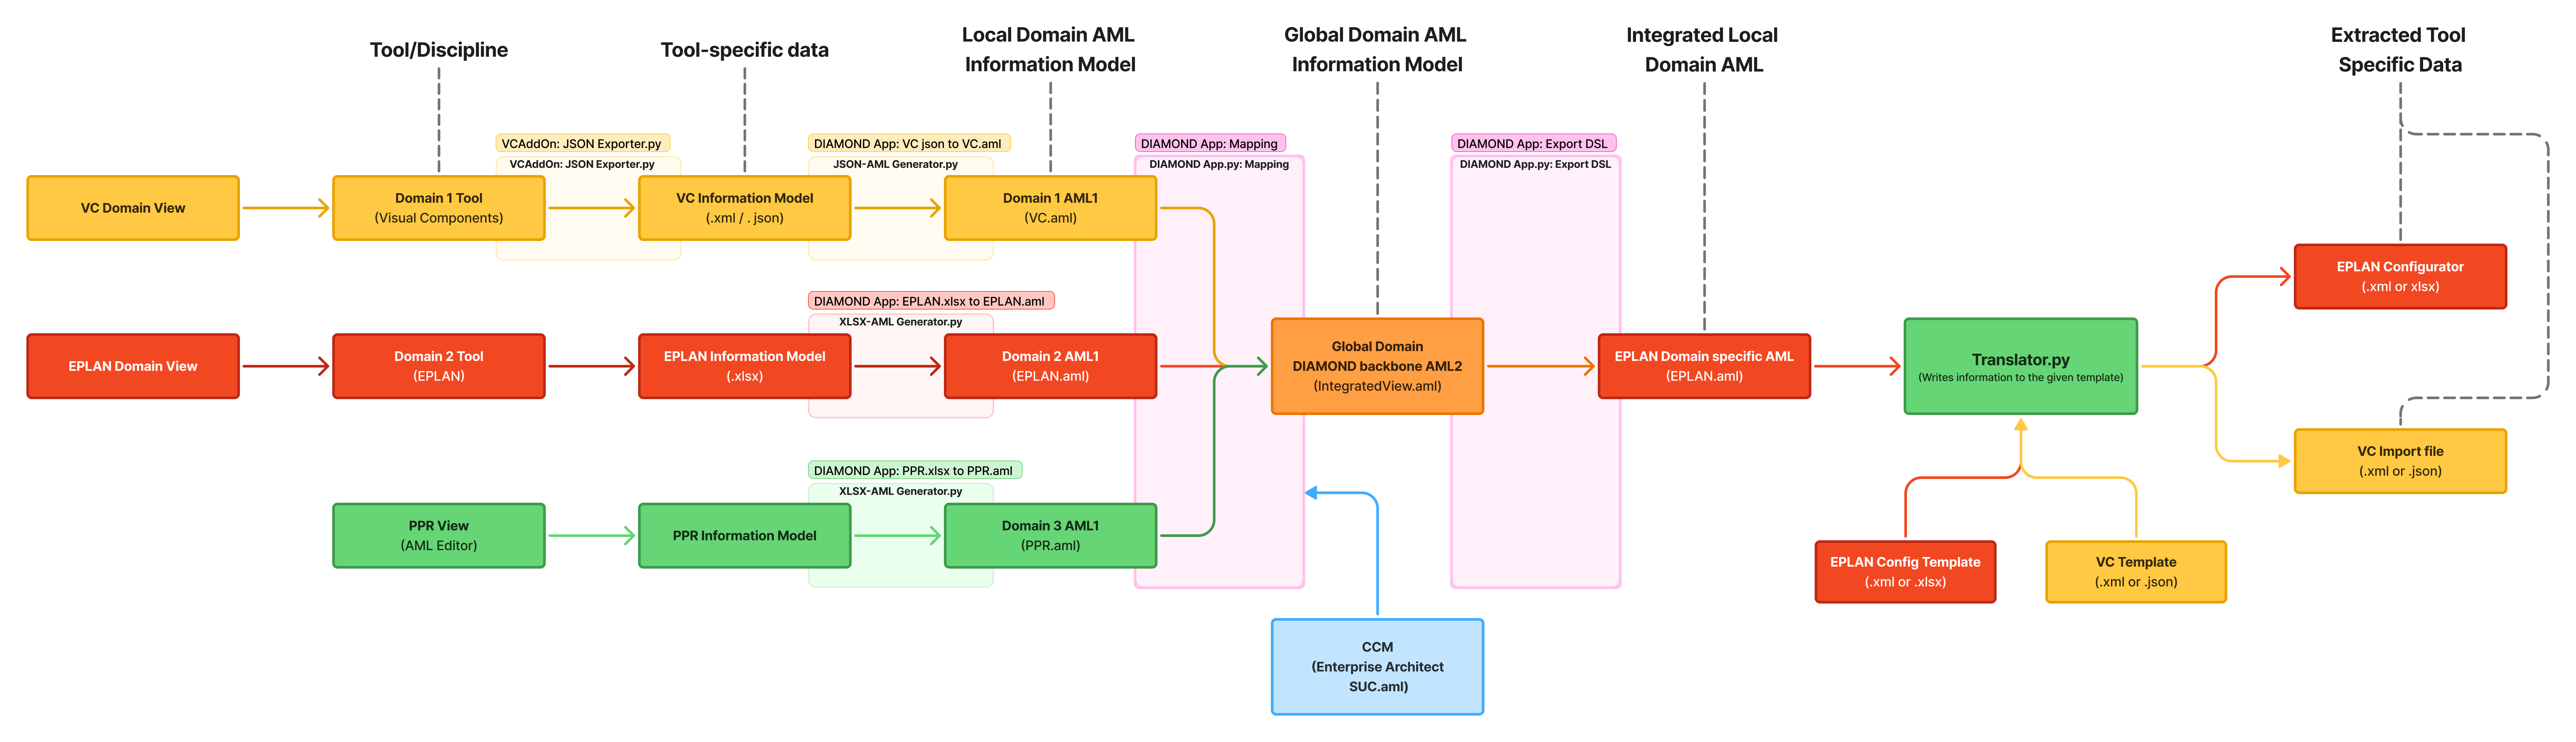 Tool/Discipline
Tool-specific data
Local Domain AML
Information Model
Global Domain AML
Information Model
Integrated Local
Domain AML
Extracted Tool
Specific Data
VCAddOn: JSON Exporter.py
VCAddOn: JSON Exporter.py
DIAMOND App: VC json to VC.aml
JSON-AML Generator.py
DIAMOND App: Mapping
DIAMOND App.py: Mapping
DIAMOND App: Export DSL
DIAMOND App.py: Export DSL
VC Domain View
Domain 1 Tool
(Visual Components)
VC Information Model
(.xml / . json)
Domain 1 AML1
(VC.aml)
DIAMOND App: EPLAN.xlsx to EPLAN.aml
XLSX-AML Generator.py
EPLAN Domain View
Domain 2 Tool
(EPLAN)
EPLAN Information Model
(.xlsx)
Domain 2 AML1
(EPLAN.aml)
Global Domain
DIAMOND backbone AML2
(IntegratedView.aml)
EPLAN Domain specific AML
(EPLAN.aml)
Translator.py
(Writes information to the given template)
EPLAN Configurator
(.xml or xlsx)
VC Import file
(.xml or .json)
DIAMOND App: PPR.xlsx to PPR.aml
XLSX-AML Generator.py
PPR View
(AML Editor)
PPR Information Model
Domain 3 AML1
(PPR.aml)
EPLAN Config Template
(.xml or .xlsx)
VC Template
(.xml or .json)
CCM
(Enterprise Architect
SUC.aml)